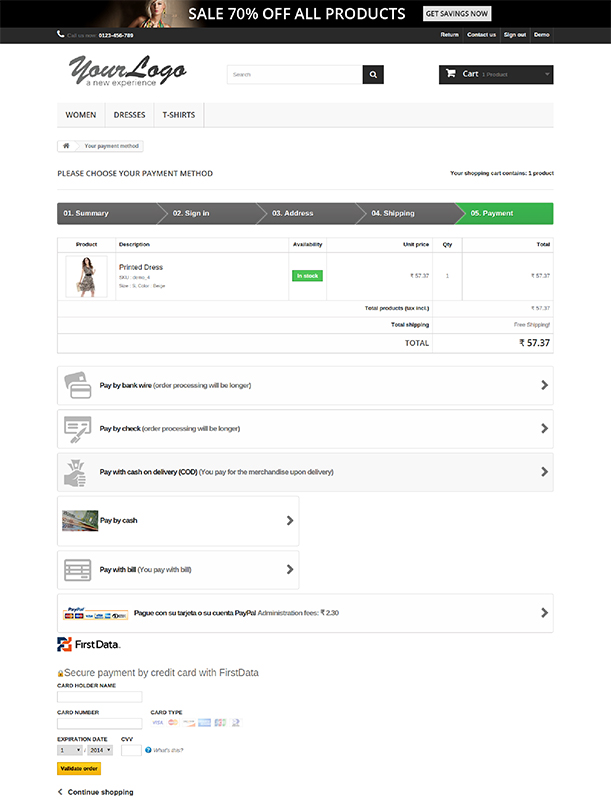 SALE 70% OFF ALL PRODUCTS GET SAVINGS NOW
Call us now: 0123-456-789 Return Contact us Sign out Demo
YourLogo
a new experience
Search
Cart 1 Product
WOMEN DRESSES T-SHIRTS
Your payment method
PLEASE CHOOSE YOUR PAYMENT METHOD Your shopping cart contains: 1 product
01. Summary 02. Sign in 03. Address 04. Shipping 05. Payment
Product Description Availability Unit price Qty Total
Printed Dress
SKU : demo_4
Size : S, Color : Beige
In stock ₹ 57.37 1 ₹ 57.37
Total products (tax incl.) ₹ 57.37
Total shipping Free Shipping!
TOTAL ₹ 57.37
Pay by bank wire (order processing will be longer)
Pay by check (order processing will be longer)
Pay with cash on delivery (COD) (You pay for the merchandise upon delivery)
Pay by cash
Pay with bill (You pay with bill)
PayPal
Pague con su tarjeta o su cuenta PayPal Administration fees: ₹ 2.30
First Data.
Secure payment by credit card with FirstData
CARD HOLDER NAME
CARD NUMBER CARD TYPE
VISA
EXPIRATION DATE CVV
1 / 2014 What's this?
Validate order
Continue shopping